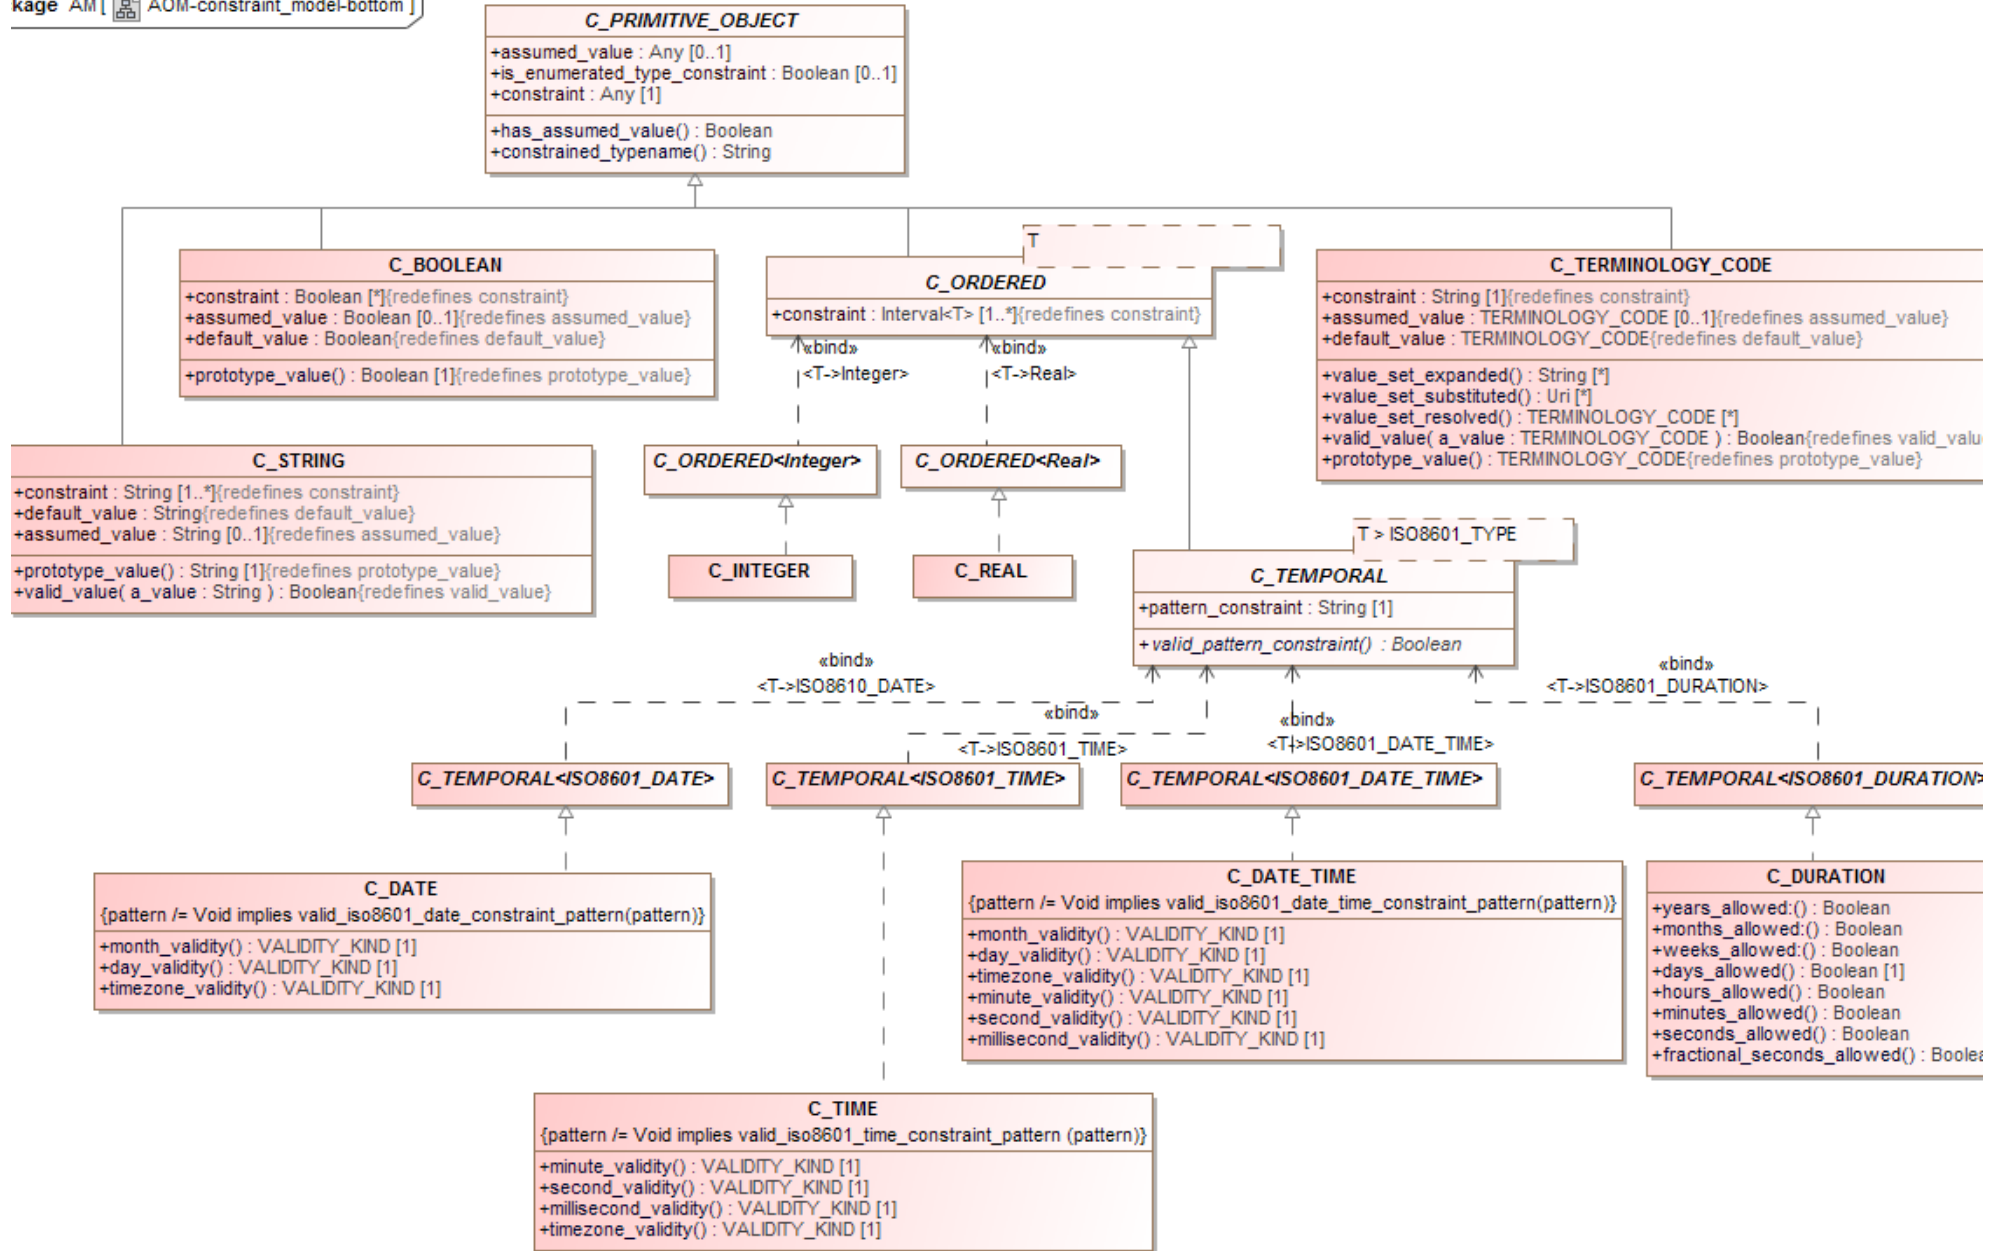 kage AM[ AOM-constraint_model-bottom ]
C_PRIMITIVE_OBJECT
+assumed_value : Any [0..1]
+is_enumerated_type_constraint : Boolean [0..1]
+constraint : Any [1]
+has_assumed_value() : Boolean
+constrained_typename() : String
C_BOOLEAN
+constraint : Boolean [*]{redefines constraint}
+assumed_value : Boolean [0..1]{redefines assumed_value}
+default_value : Boolean{redefines default_value}
+prototype_value() : Boolean [1]{redefines prototype_value}
T
C_ORDERED
+constraint : Interval<T> [1..*]{redefines constraint}
C_TERMINOLOGY_CODE
+constraint : String [1]{redefines constraint}
+assumed_value : TERMINOLOGY_CODE [0..1]{redefines assumed_value}
+default_value : TERMINOLOGY_CODE{redefines default_value}
+value_set_expanded() : String [*]
+value_set_substituted() : Uri [*]
+value_set_resolved() : TERMINOLOGY_CODE [*]
+valid_value( a_value : TERMINOLOGY_CODE ) : Boolean{redefines valid_valu
+prototype_value() : TERMINOLOGY_CODE{redefines prototype_value}
«bind»
<T->Integer>
«bind»
<T->Real>
C_STRING
+constraint : String [1..*]{redefines constraint}
+default_value : String{redefines default_value}
+assumed_value : String [0..1]{redefines assumed_value}
+prototype_value() : String [1]{redefines prototype_value}
+valid_value( a_value : String ) : Boolean{redefines valid_value}
C_ORDERED<Integer>
C_ORDERED<Real>
C_INTEGER
C_REAL
T > ISO8601_TYPE
C_TEMPORAL
+pattern_constraint : String [1]
+valid_pattern_constraint() : Boolean
«bind»
<T->ISO8610_DATE>
«bind»
<T->ISO8601_TIME>
«bind»
<T->ISO8601_DATE_TIME>
«bind»
<T->ISO8601_DURATION>
C_TEMPORAL<ISO8601_DATE>
C_TEMPORAL<ISO8601_TIME>
C_TEMPORAL<ISO8601_DATE_TIME>
C_TEMPORAL<ISO8601_DURATION>
C_DATE
{pattern /= Void implies valid_iso8601_date_constraint_pattern(pattern)}
+month_validity() : VALIDITY_KIND [1]
+day_validity() : VALIDITY_KIND [1]
+timezone_validity() : VALIDITY_KIND [1]
C_DATE_TIME
{pattern /= Void implies valid_iso8601_date_time_constraint_pattern(pattern)}
+month_validity() : VALIDITY_KIND [1]
+day_validity() : VALIDITY_KIND [1]
+timezone_validity() : VALIDITY_KIND [1]
+minute_validity() : VALIDITY_KIND [1]
+second_validity() : VALIDITY_KIND [1]
+millisecond_validity() : VALIDITY_KIND [1]
C_DURATION
+years_allowed:() : Boolean
+months_allowed:() : Boolean
+weeks_allowed:() : Boolean
+days_allowed() : Boolean [1]
+hours_allowed() : Boolean
+minutes_allowed() : Boolean
+seconds_allowed() : Boolean
+fractional_seconds_allowed() : Boolea
C_TIME
{pattern /= Void implies valid_iso8601_time_constraint_pattern (pattern)}
+minute_validity() : VALIDITY_KIND [1]
+second_validity() : VALIDITY_KIND [1]
+millisecond_validity() : VALIDITY_KIND [1]
+timezone_validity() : VALIDITY_KIND [1]